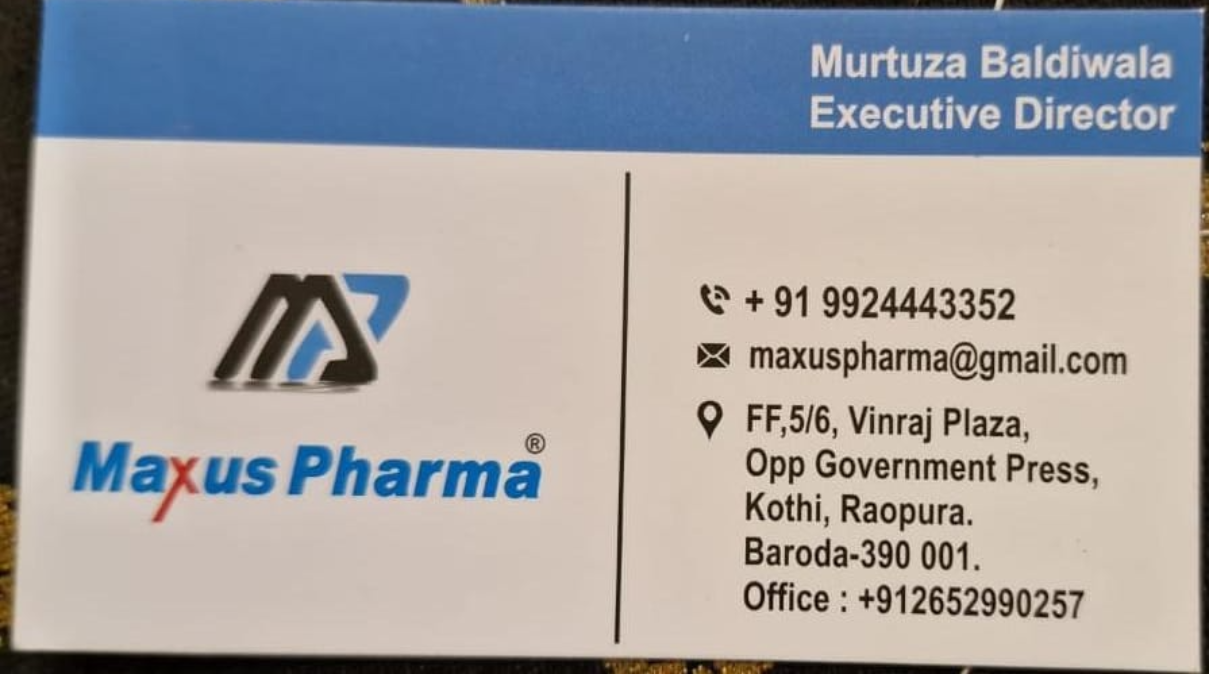 Murtuza Baldiwala
Executive Director
Maxus Pharma®
+ 91 9924443352
maxuspharma@gmail.com
FF,5/6, Vinraj Plaza,
Opp Government Press,
Kothi, Raopura.
Baroda-390 001.
Office : +912652990257